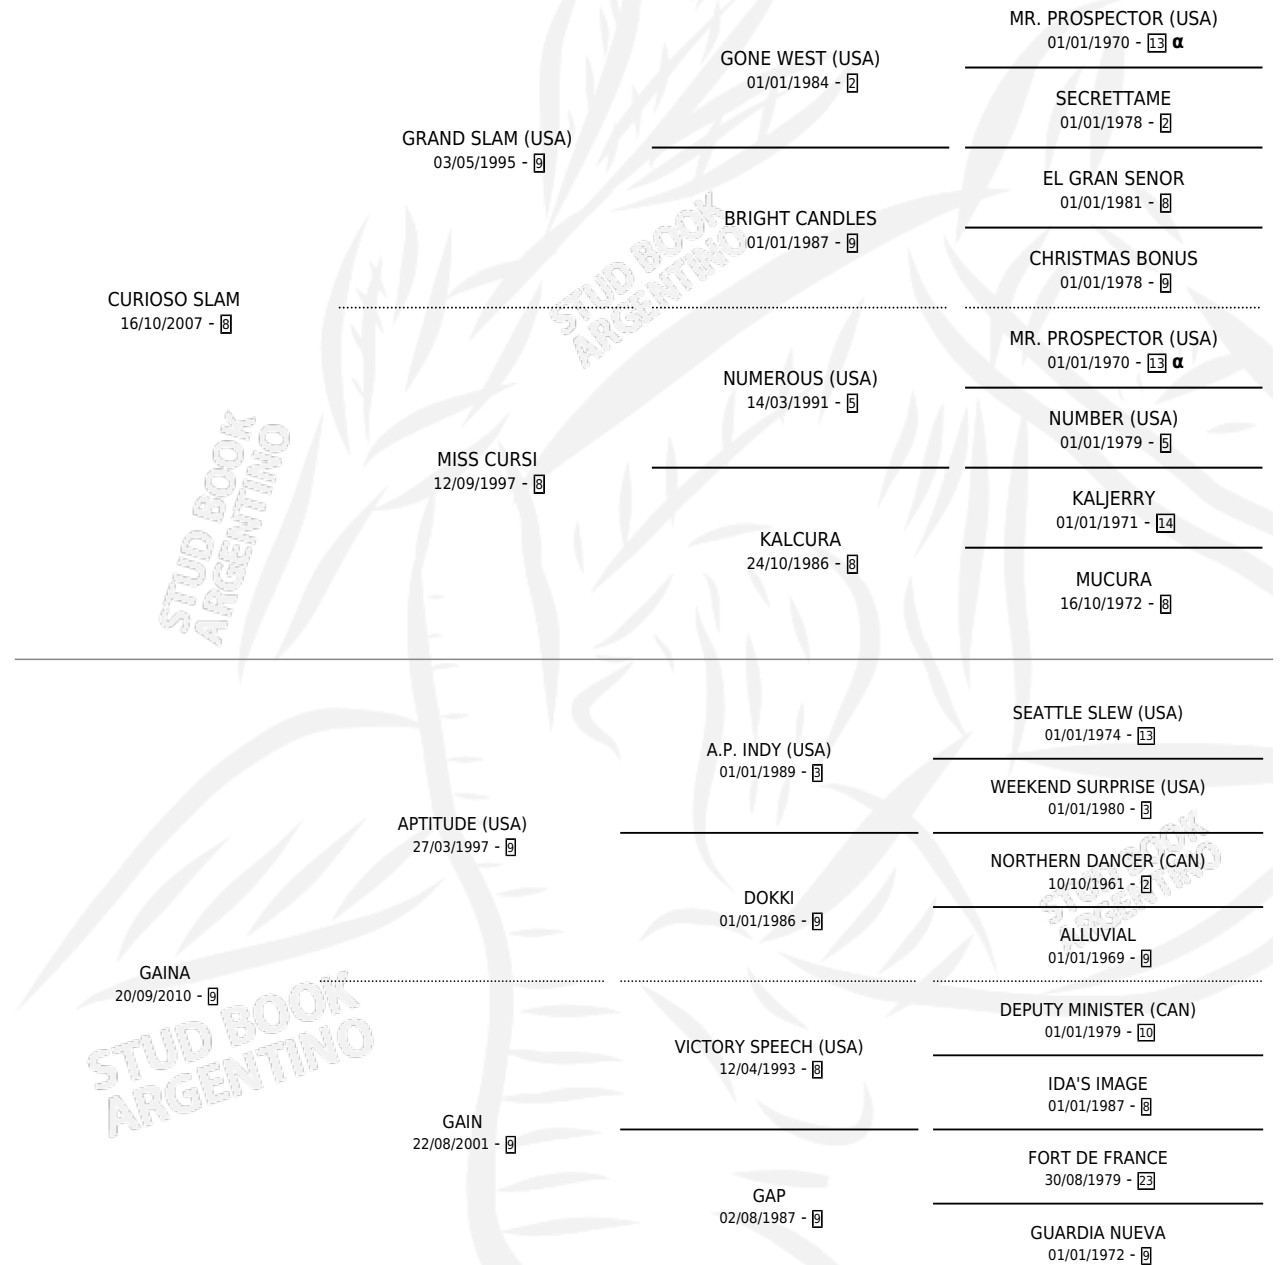 MR. PROSPECTOR (USA)
01/01/1970 - 13 α
GONE WEST (USA)
01/01/1984 - 2
SECRETTAME
01/01/1978 - 2
GRAND SLAM (USA)
03/05/1995 - 9
EL GRAN SENOR
01/01/1981 - 8
BRIGHT CANDLES
01/01/1987 - 9
CHRISTMAS BONUS
01/01/1978 - 9
CURIOSO SLAM
16/10/2007 - 8
MR. PROSPECTOR (USA)
01/01/1970 - 13 α
NUMEROUS (USA)
14/03/1991 - 5
NUMBER (USA)
01/01/1979 - 5
MISS CURSI
12/09/1997 - 8
KALJERRY
01/01/1971 - 14
KALCURA
24/10/1986 - 8
MUCURA
16/10/1972 - 8
SEATTLE SLEW (USA)
01/01/1974 - 13
A.P. INDY (USA)
01/01/1989 - 3
WEEKEND SURPRISE (USA)
01/01/1980 - 3
APTITUDE (USA)
27/03/1997 - 9
NORTHERN DANCER (CAN)
10/10/1961 - 2
DOKKI
01/01/1986 - 9
ALLUVIAL
01/01/1969 - 9
GAINA
20/09/2010 - 9
DEPUTY MINISTER (CAN)
01/01/1979 - 10
VICTORY SPEECH (USA)
12/04/1993 - 8
IDA'S IMAGE
01/01/1987 - 8
GAIN
22/08/2001 - 9
FORT DE FRANCE
30/08/1979 - 23
GAP
02/08/1987 - 9
GUARDIA NUEVA
01/01/1972 - 9
STUD BOOK
ARGENTINO
STUD BOOK
ARGENTINO
STUD BOOK
ARGENTINO
STUD BOOK
ARGENTINO